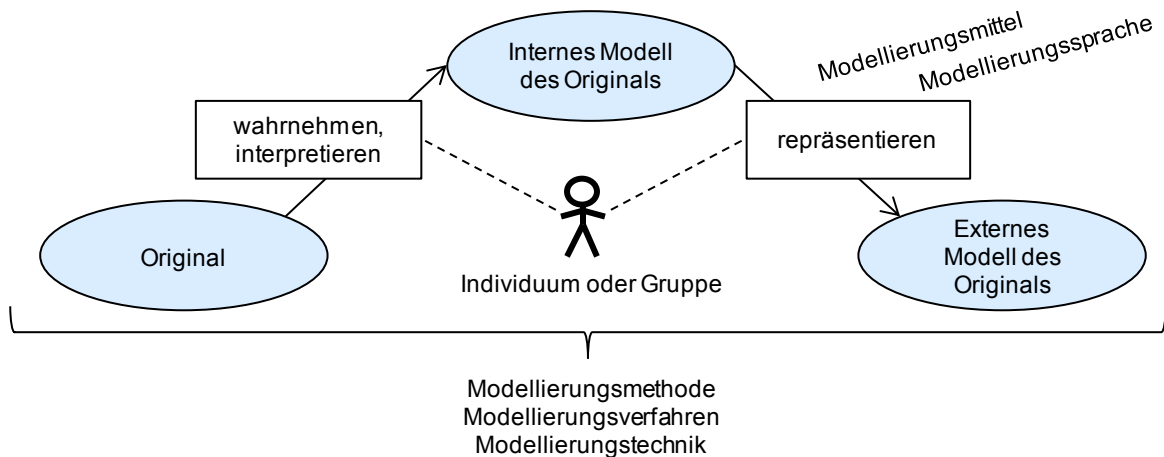 Internes Modell
des Originals
Modellierungsmittel
Modellierungssprache
wahrnehmen,
interpretieren
repräsentieren
Original
Individuum oder Gruppe
Externes
Modell des
Originals
Modellierungsmethode
Modellierungsverfahren
Modellierungstechnik